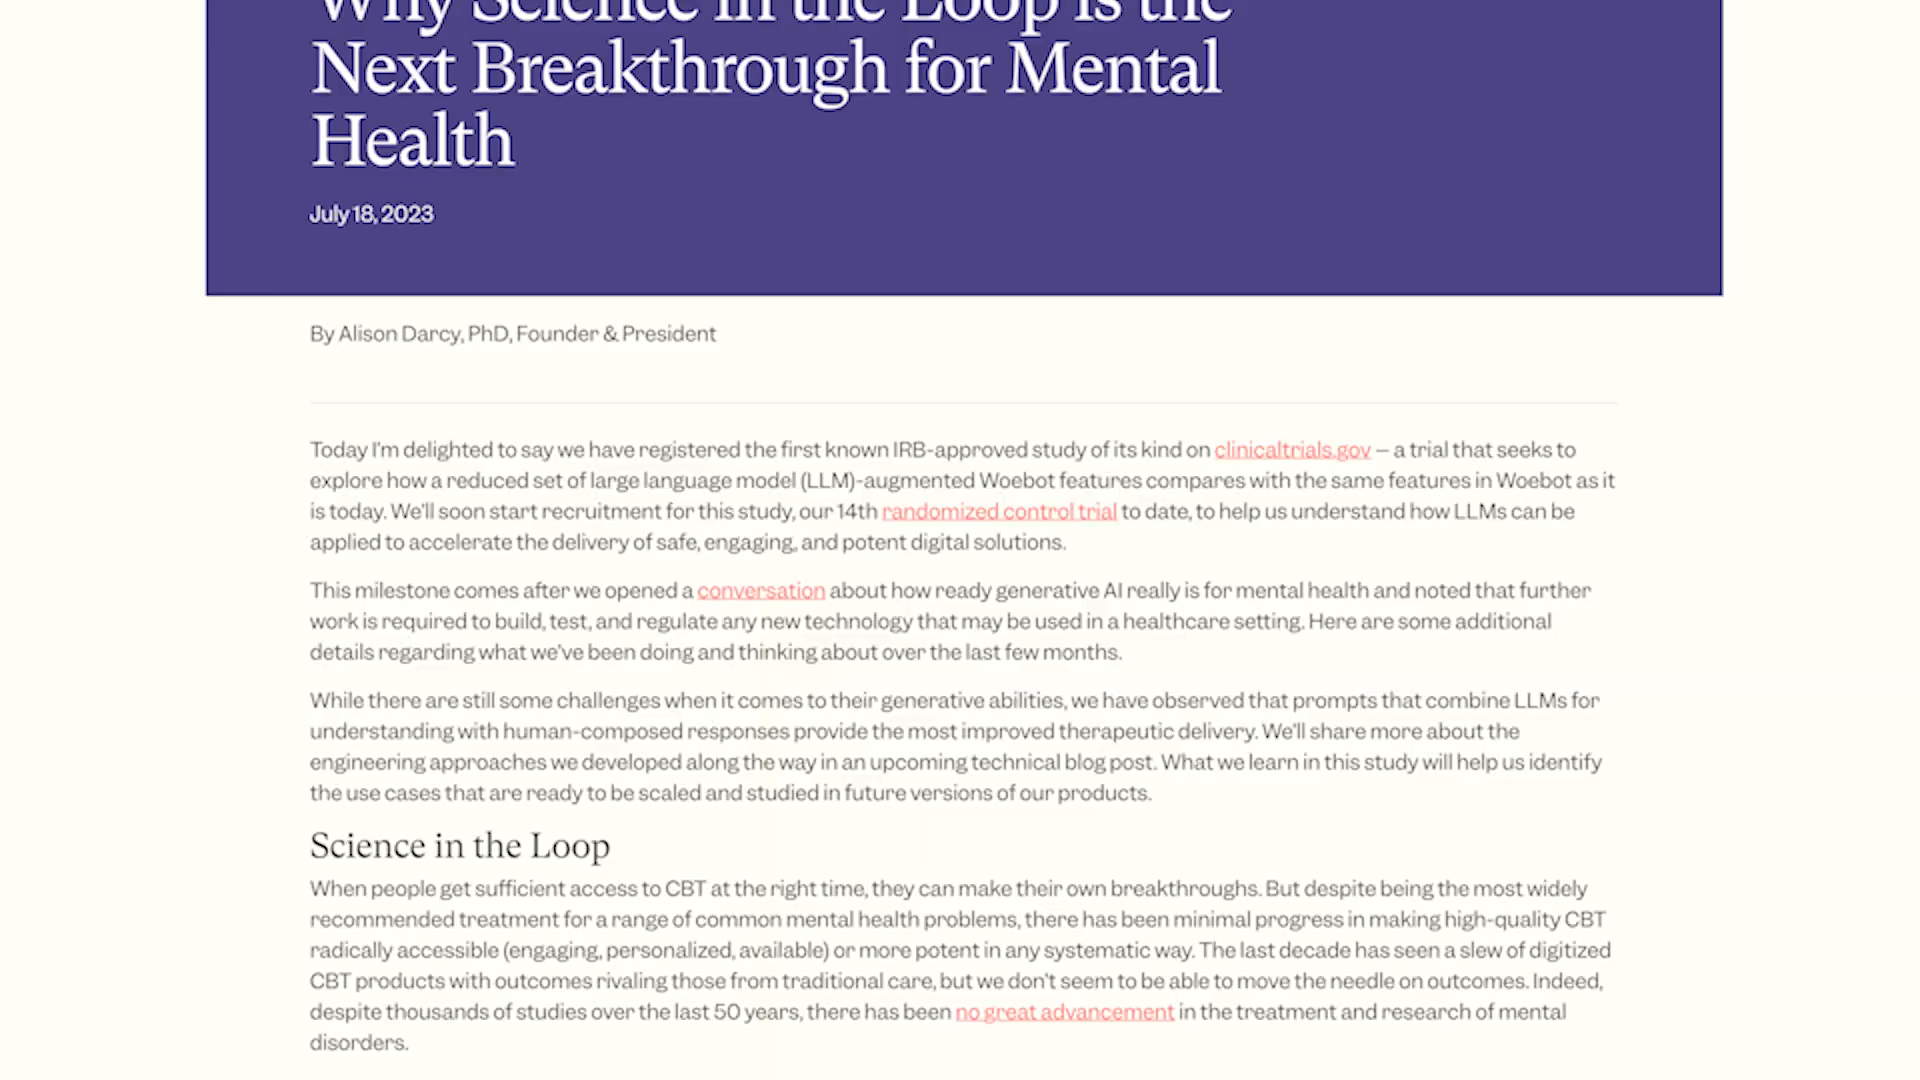 Why Science in the Loop is the
Next Breakthrough for Mental
Health
July 18, 2023
By Alison Darcy, PhD, Founder & President
Today I'm delighted to say we have registered the first known IRB-approved study of its kind on clinicaltrials.gov – a trial that seeks to
explore how a reduced set of large language model (LLM)-augmented Woebot features compares with the same features in Woebot as it
is today. We'll soon start recruitment for this study, our 14th randomized control trial to date, to help us understand how LLMs can be
applied to accelerate the delivery of safe, engaging, and potent digital solutions.
This milestone comes after we opened a conversation about how ready generative AI really is for mental health and noted that further
work is required to build, test, and regulate any new technology that may be used in a healthcare setting. Here are some additional
details regarding what we've been doing and thinking about over the last few months.
While there are still some challenges when it comes to their generative abilities, we have observed that prompts that combine LLMs for
understanding with human-composed responses provide the most improved therapeutic delivery. We'll share more about the
engineering approaches we developed along the way in an upcoming technical blog post. What we learn in this study will help us identify
the use cases that are ready to be scaled and studied in future versions of our products.
Science in the Loop
When people get sufficient access to CBT at the right time, they can make their own breakthroughs. But despite being the most widely
recommended treatment for a range of common mental health problems, there has been minimal progress in making high-quality CBT
radically accessible (engaging, personalized, available) or more potent in any systematic way. The last decade has seen a slew of digitized
CBT products with outcomes rivaling those from traditional care, but we don't seem to be able to move the needle on outcomes. Indeed,
despite thousands of studies over the last 50 years, there has been no great advancement in the treatment and research of mental
disorders.